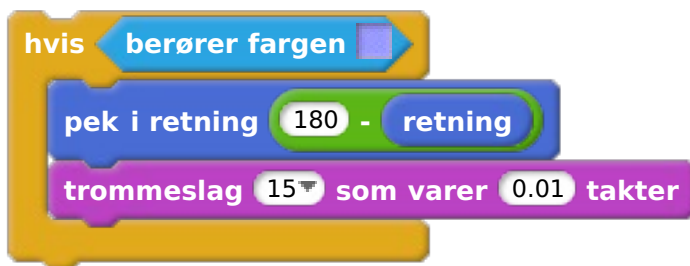 hvis berører fargen
pek i retning 180 - retning
trommeslag 15 som varer 0.01 takter